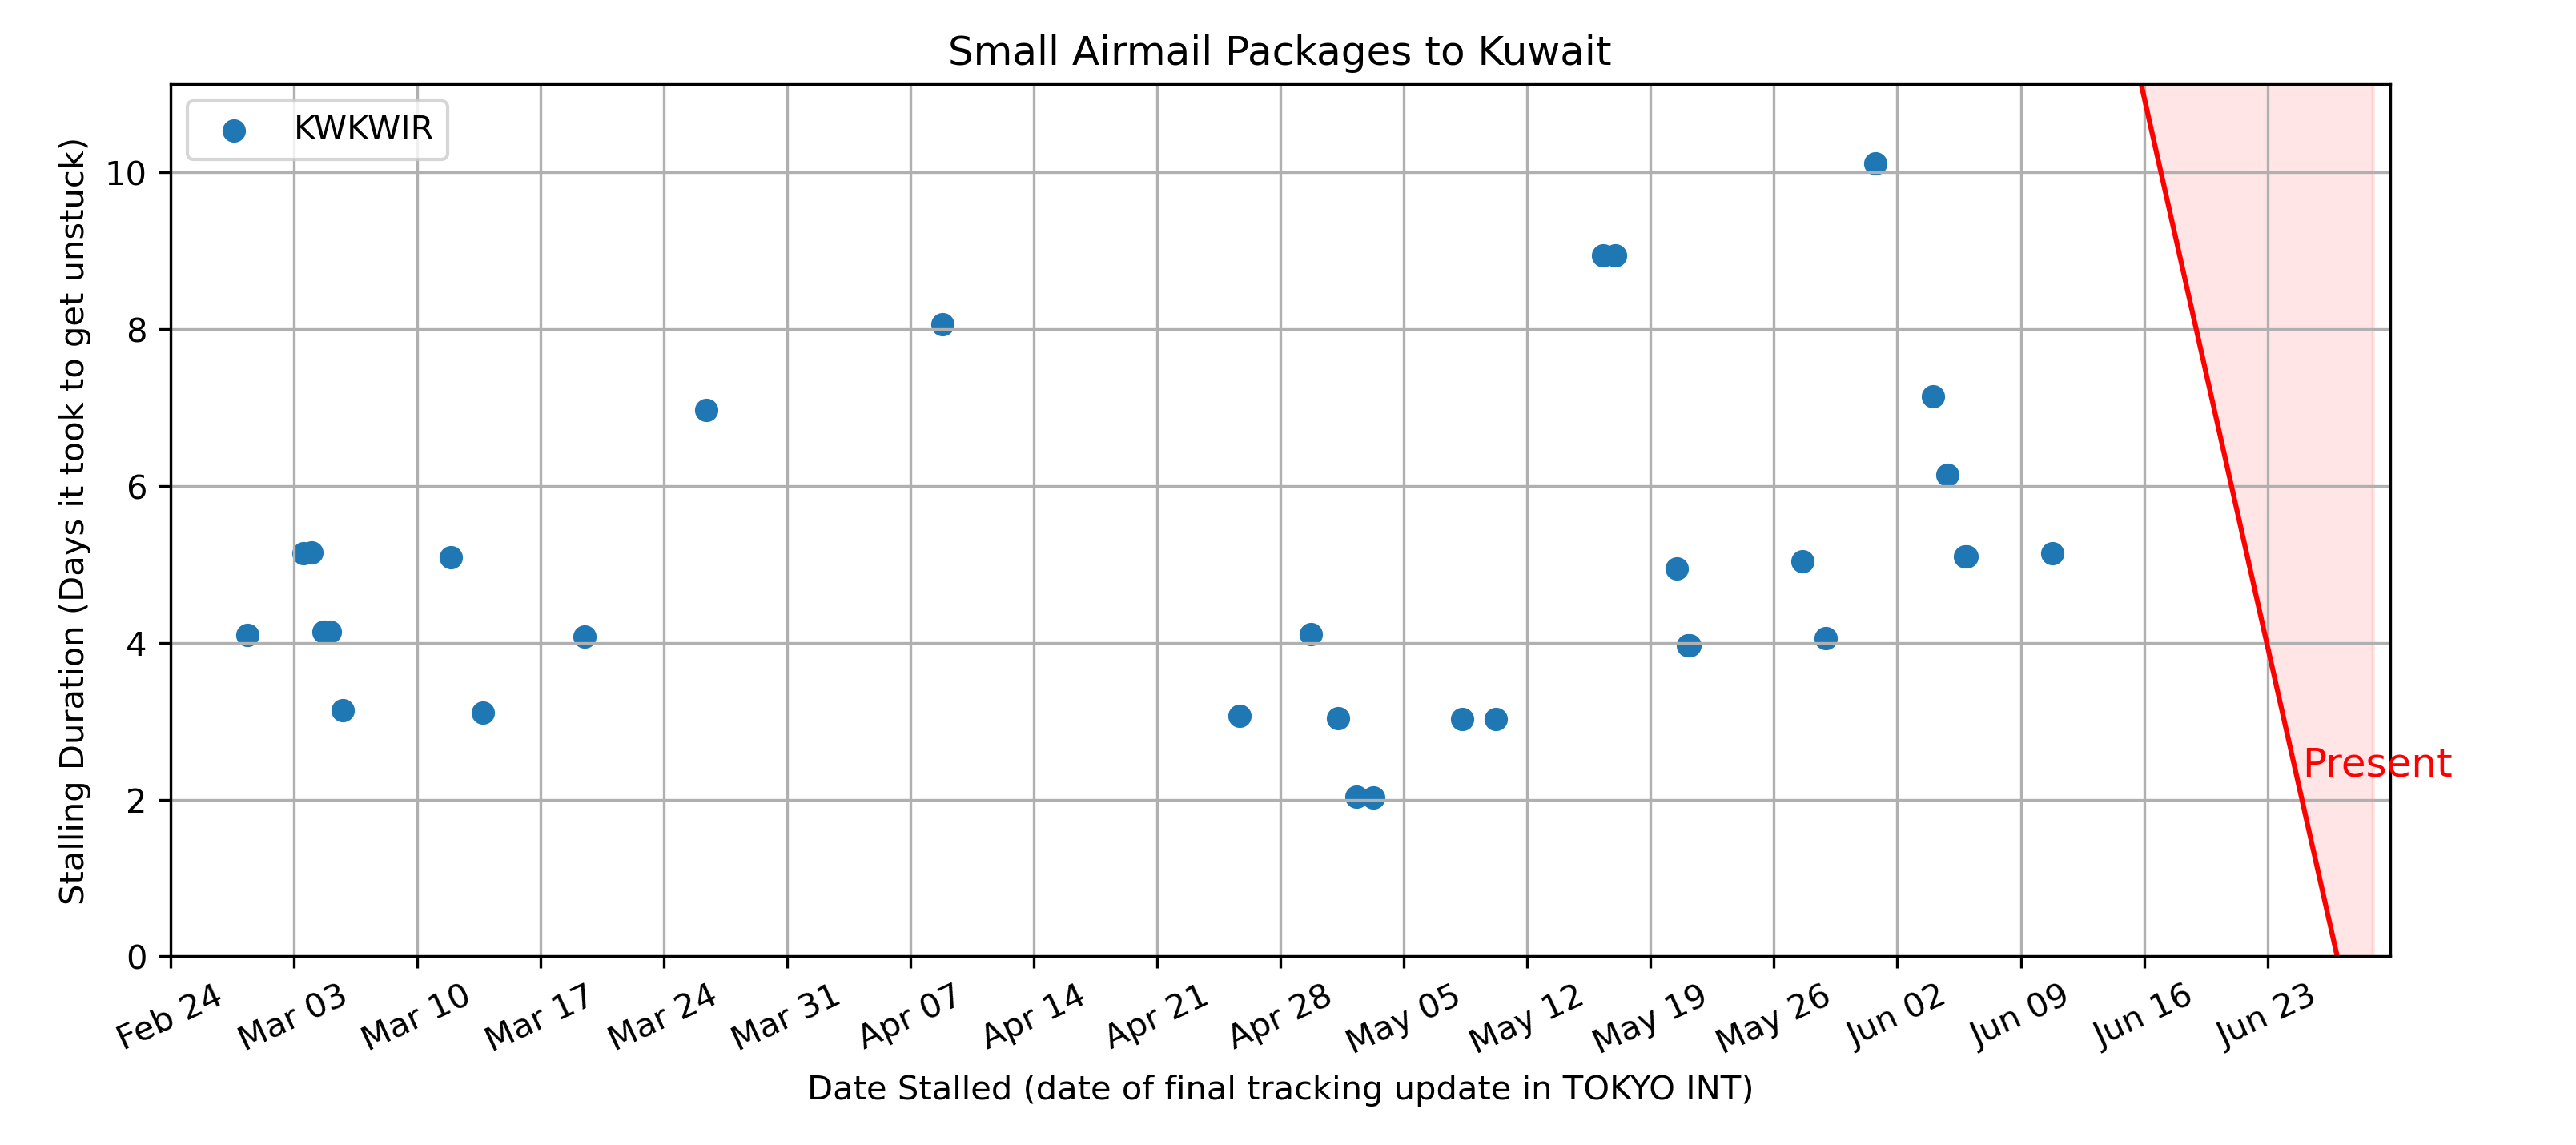 Small Airmail Packages to Kuwait
KWKWIR
Stalling Duration (Days it took to get unstuck)
10
8
6
4
2
0
Present
Feb 24
Mar 03
Mar 10
Mar 17
Mar 24
Mar 31
Apr 07
Apr 14
Apr 21
Apr 28
May 05
May 12
May 19
May 26
Jun 02
Jun 09
Jun 16
Jun 23
Date Stalled (date of final tracking update in TOKYO INT)